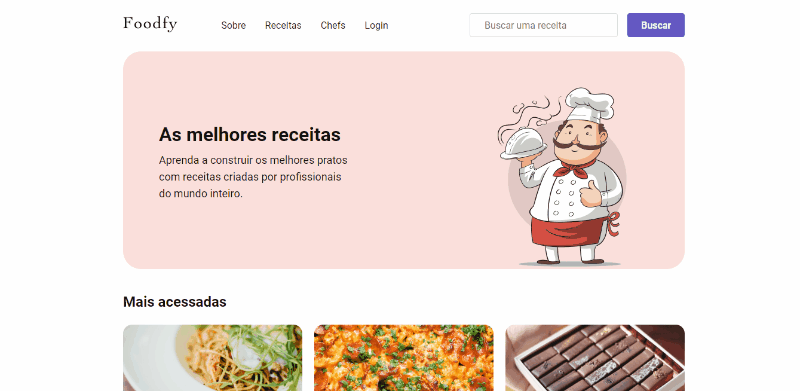 Foodfy
Sobre Receitas Chefs Login
Buscar uma receita
Buscar
As melhores receitas
Aprenda a construir os melhores pratos
com receitas criadas por profissionais
do mundo inteiro.
Mais acessadas